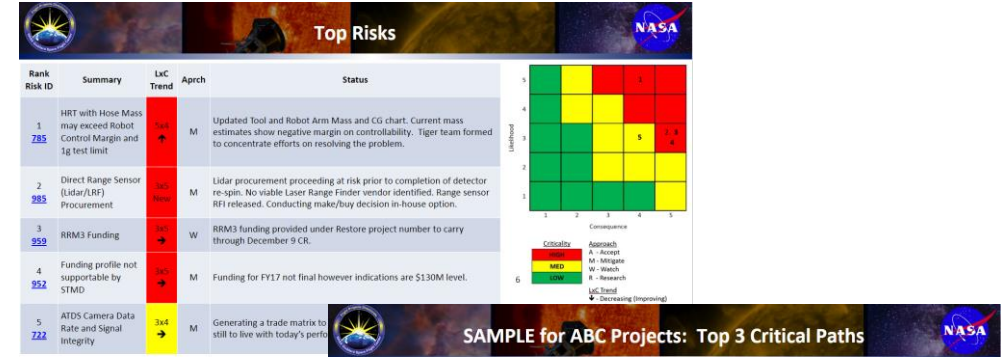 Top Risks
NASA
Rank
Risk ID
Summary
LxC
Trend
Aprch
Status
1
785
HRT with Hose Mass
may exceed Robot
Control Margin and
1g test limit
5x4
M
Updated Tool and Robot Arm Mass and CG chart. Current mass
estimates show negative margin on controllability. Tiger team formed
to concentrate efforts on resolving the problem.
2
985
Direct Range Sensor
(Lidar/LRF)
Procurement
3x5
New
M
Lidar procurement proceeding at risk prior to completion of detector
re-spin. No viable Laser Range Finder vendor identified. Range sensor
RFI released. Conducting make/buy decision in-house option.
3
959
RRM3 Funding
3x5
→
W
RRM3 funding provided under Restore project number to carry
through December 9 CR.
4
952
Funding profile not
supportable by
STMD
3x5
→
M
Funding for FY17 not final however indications are $130M level.
5
722
ATDS Camera Data
Rate and Signal
Integrity
3x4
→
M
Generating a trade matrix to
still to live with today's perfo
Likelihood
5
4
3
2
1
1
5
2, 3
4
1 2 3 4 5
Consequence
Criticality
HIGH
MED
LOW
Approach
A - Accept
M - Mitigate
W - Watch
R - Research
LxC Trend
↓ - Decreasing (Improving)
6
SAMPLE for ABC Projects: Top 3 Critical Paths
NASA